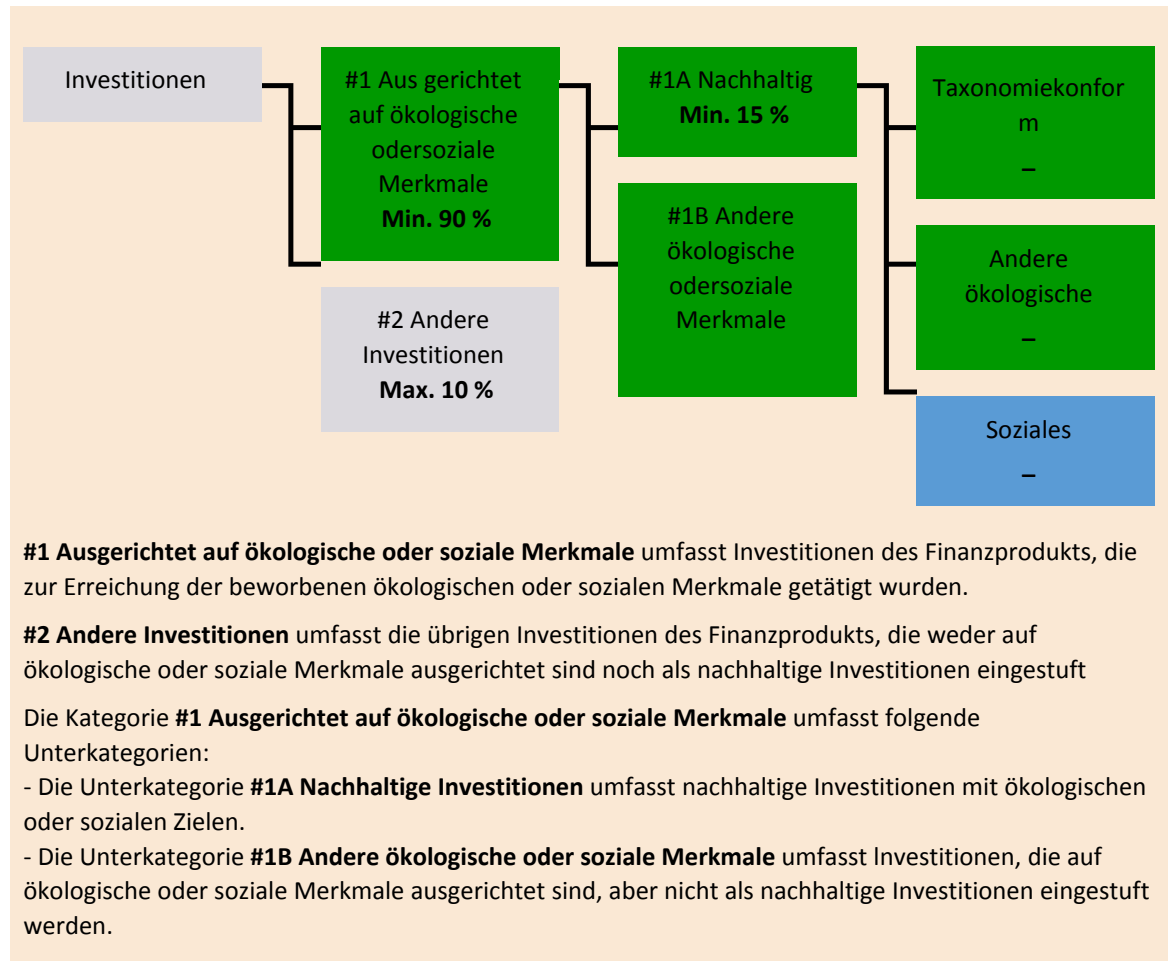 Investitionen
#1 Aus gerichtet
auf ökologische
odersoziale
Merkmale
Min. 90 %
#2 Andere
Investitionen
Max. 10 %
#1A Nachhaltig
Min. 15 %
#1B Andere
ökologische
odersoziale
Merkmale
Taxonomiekonfor
m
–
Andere
ökologische
–
Soziales
–
#1 Ausgerichtet auf ökologische oder soziale Merkmale umfasst Investitionen des Finanzprodukts, die
zur Erreichung der beworbenen ökologischen oder sozialen Merkmale getätigt wurden.
#2 Andere Investitionen umfasst die übrigen Investitionen des Finanzprodukts, die weder auf
ökologische oder soziale Merkmale ausgerichtet sind noch als nachhaltige Investitionen eingestuft
Die Kategorie #1 Ausgerichtet auf ökologische oder soziale Merkmale umfasst folgende
Unterkategorien:
- Die Unterkategorie #1A Nachhaltige Investitionen umfasst nachhaltige Investitionen mit ökologischen
oder sozialen Zielen.
- Die Unterkategorie #1B Andere ökologische oder soziale Merkmale umfasst lnvestitionen, die auf
ökologische oder soziale Merkmale ausgerichtet sind, aber nicht als nachhaltige Investitionen eingestuft
werden.